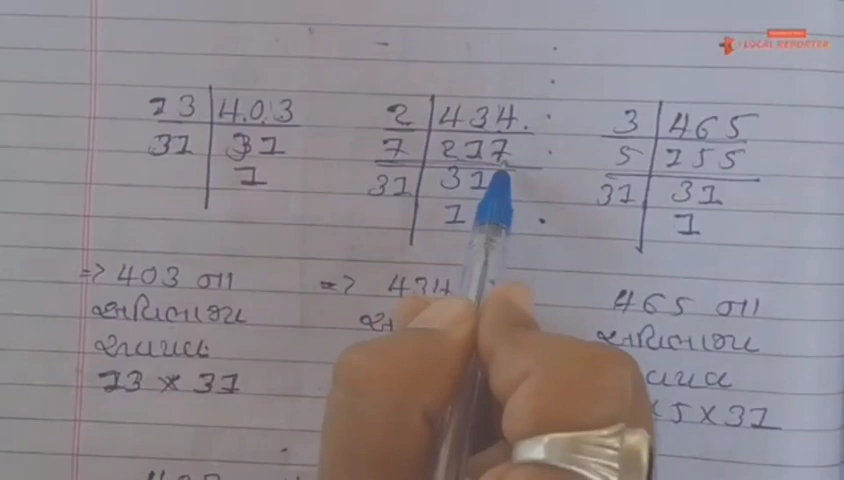 LOCAL REPORTER
13 | 403
31 | 31
1
2 | 434
7 | 217
31 | 31
1
3 | 465
5 | 155
31 | 31
1
=> 403 ના
અવિભાજ્ય
અવયવ
13 × 31
=> 434
465 ના
અવિભાજ્ય
5 × 31